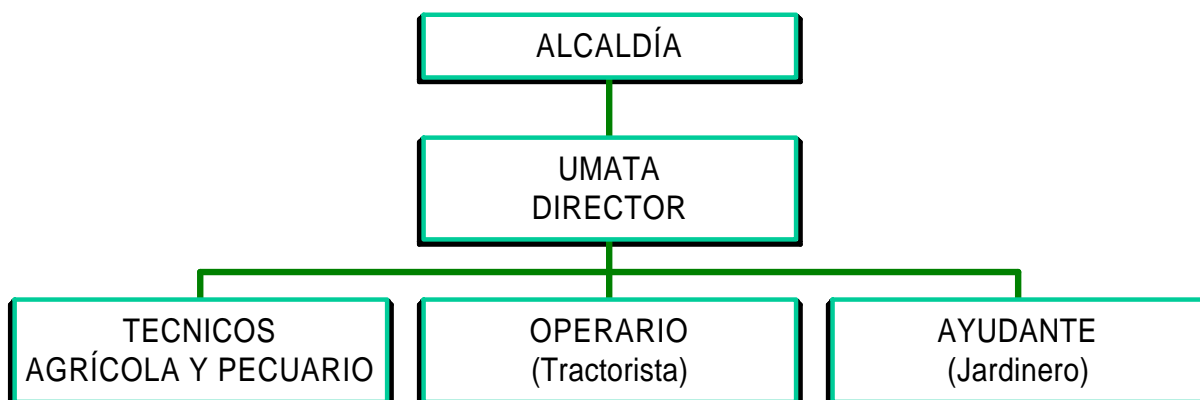 ALCALDÍA
UMATA
DIRECTOR
TECNICOS
AGRÍCOLA Y PECUARIO
OPERARIO
(Tractorista)
AYUDANTE
(Jardinero)